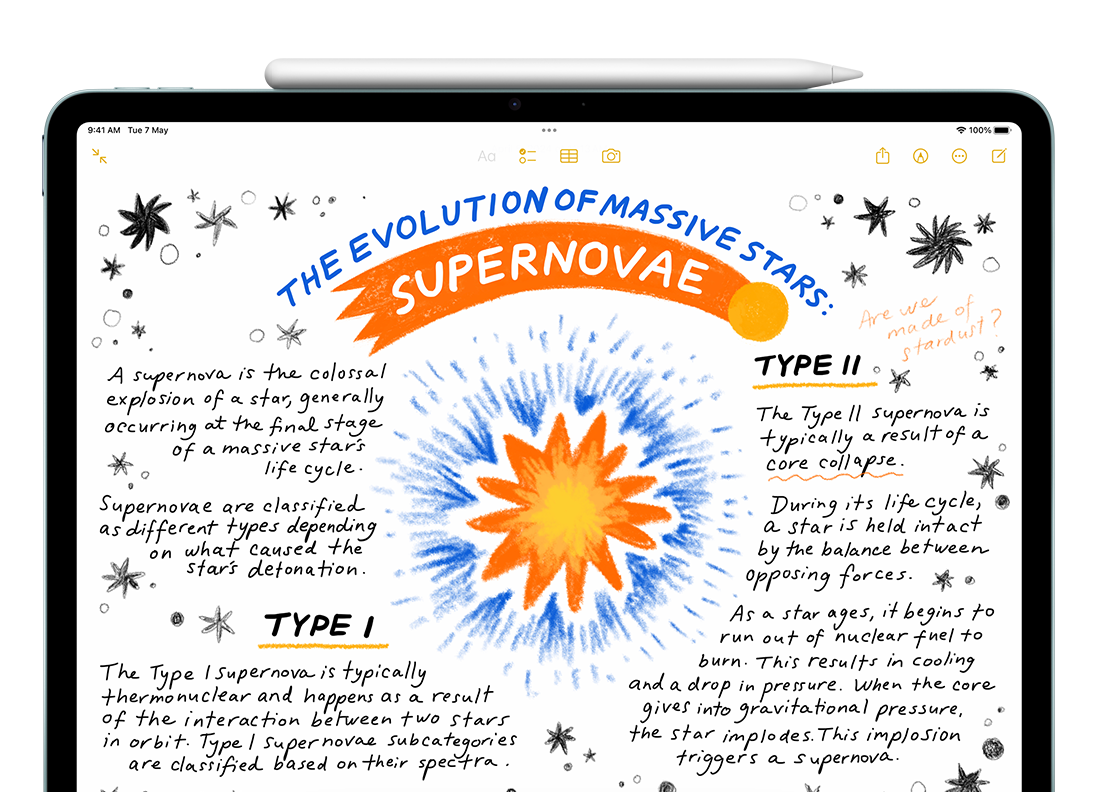 9:41 AM Tue 7 May
100%
Aa
THE EVOLUTION OF MASSIVE STARS:
SUPERNOVAE
Are we
made of
stardust?
A supernova is the colossal
explosion of a star, generally
occurring at the final stage
of a massive star's
life cycle.
Supernovae are classified
as different types depending
on what caused the
star's detonation.
TYPE I
The Type I Supernova is typically
thermonuclear and happens as a result
of the interaction between two stars
in orbit. Type I Supernovae subcategories
are classified based on their spectra.
TYPE II
The Type II supernova is
typically a result of a
core collapse.
During its life cycle,
a star is held intact
by the balance between
opposing forces.
As a star ages, it begins to
run out of nuclear fuel to
burn. This results in cooling
and a drop in pressure. When the core
gives into gravitational pressure,
the star implodes. This implosion
triggers a supernova.